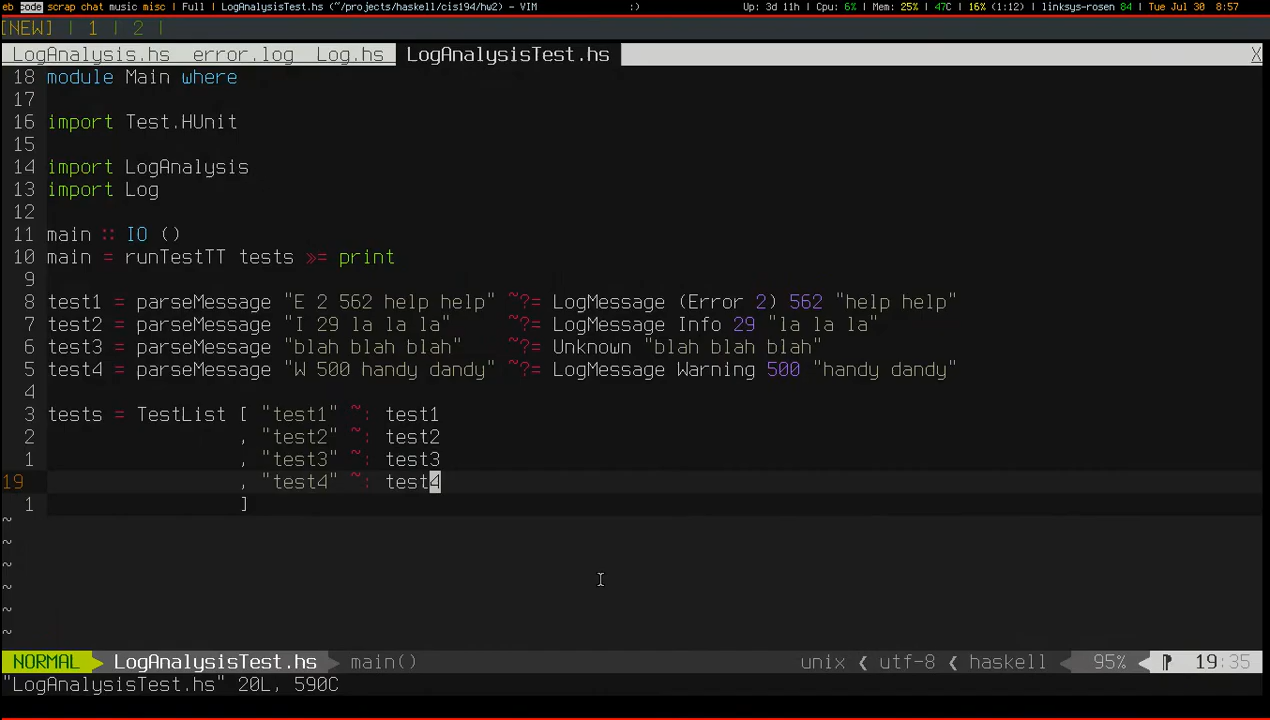 eb code scrap chat music misc | Full | LogAnalysisTest.hs (~/projects/haskell/cis194/hw2) - VIM :) Up: 3d 11h | Cpu: 6% | Mem: 25% | 47C | 16% (1:12) | linksys-rosen 84 | Tue Jul 30 8:57
[NEW] | 1 | 2 |
LogAnalysis.hs error.log Log.hs LogAnalysisTest.hs X
18 module Main where
17
16 import Test.HUnit
15
14 import LogAnalysis
13 import Log
12
11 main :: IO ()
10 main = runTestTT tests >>= print
9
8 test1 = parseMessage "E 2 562 help help" ~?= LogMessage (Error 2) 562 "help help"
7 test2 = parseMessage "I 29 la la la" ~?= LogMessage Info 29 "la la la"
6 test3 = parseMessage "blah blah blah" ~?= Unknown "blah blah blah"
5 test4 = parseMessage "W 500 handy dandy" ~?= LogMessage Warning 500 "handy dandy"
4
3 tests = TestList [ "test1" ~: test1
2 , "test2" ~: test2
1 , "test3" ~: test3
19 , "test4" ~: test4
1 ]
~
~
~
~
~
~
NORMAL LogAnalysisTest.hs main() unix utf-8 haskell 95% 19:35
"LogAnalysisTest.hs" 20L, 590C